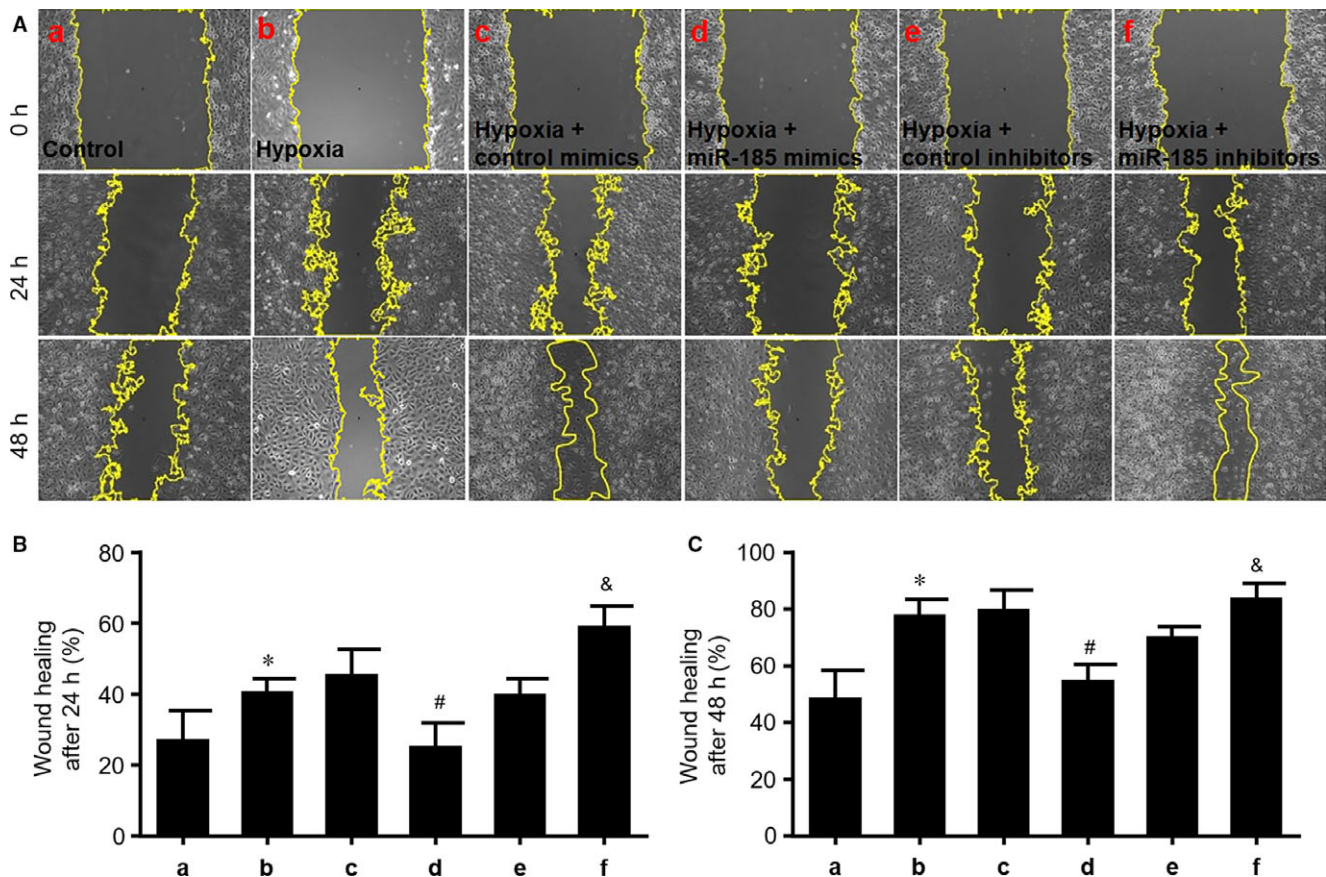 A
a
b
c
d
e
f
0 h
Control
Hypoxia
Hypoxia +
control mimics
Hypoxia +
miR-185 mimics
Hypoxia +
control inhibitors
Hypoxia +
miR-185 inhibitors
24 h
48 h
B
Wound healing
after 24 h (%)
80
60
40
20
0
*
#
&
a b c d e f
C
Wound healing
after 48 h (%)
100
80
60
40
20
0
*
#
&
a b c d e f